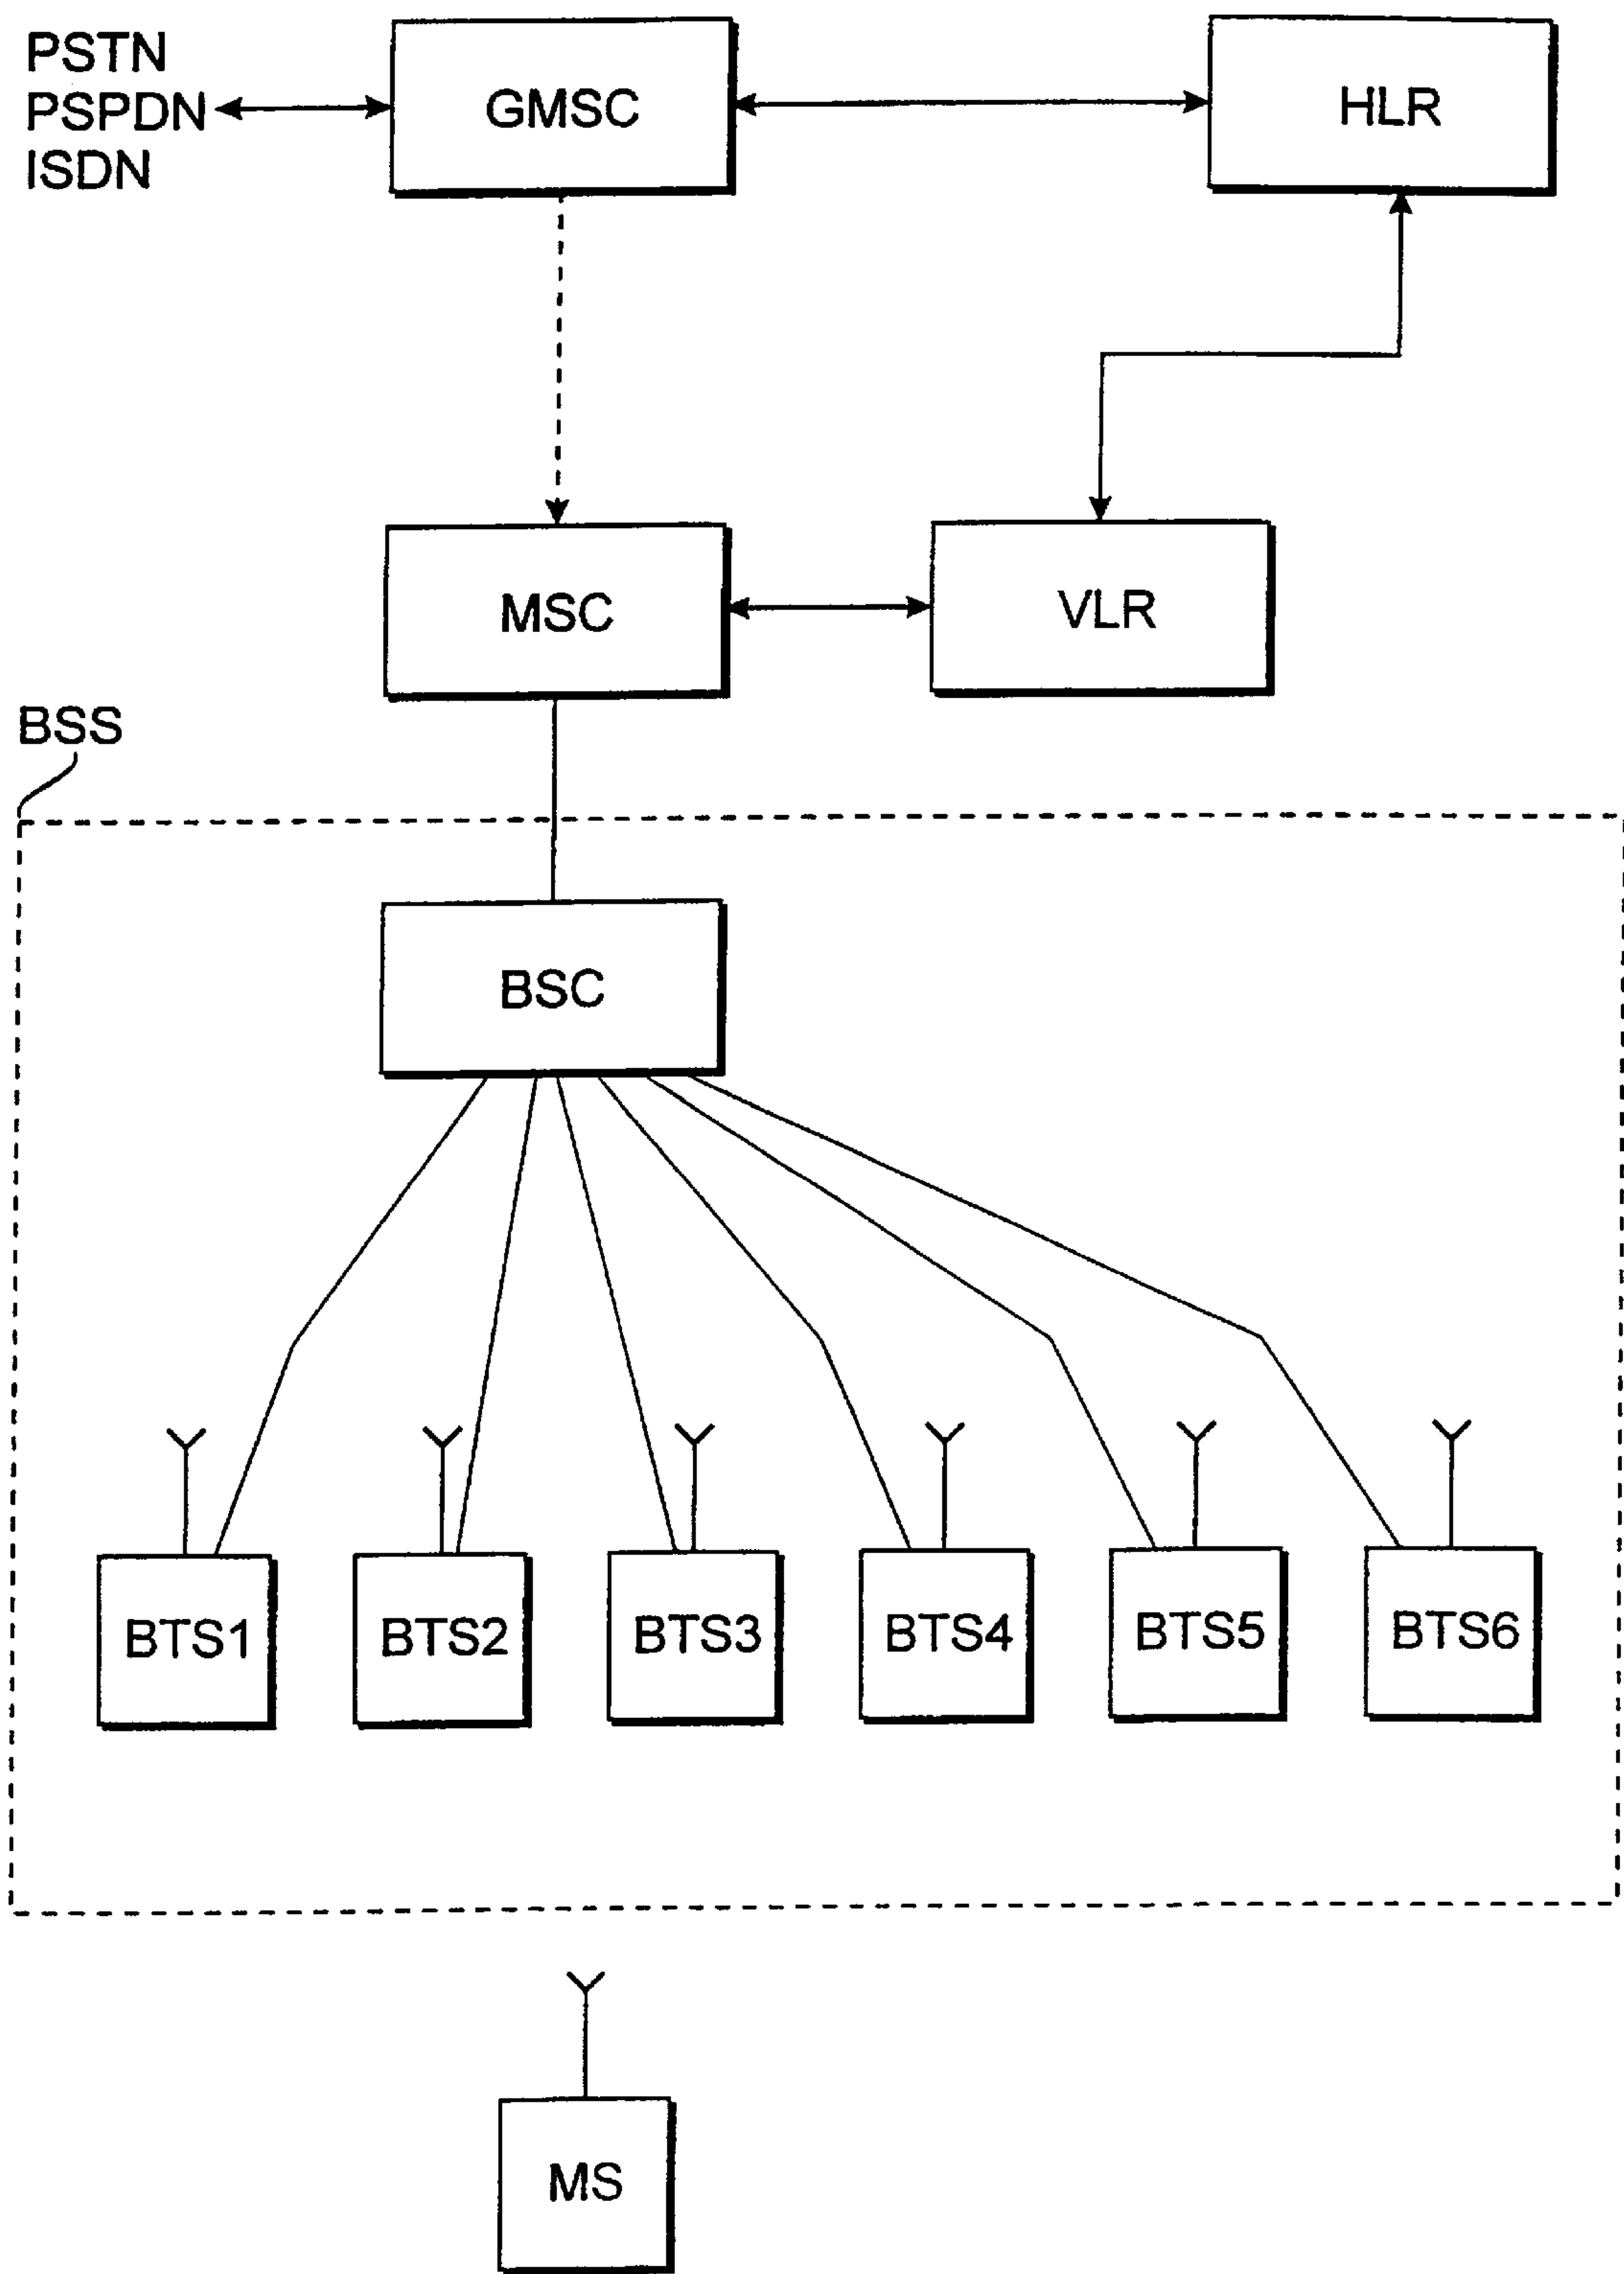 PSTN
PSPDN
ISDN
GMSC
HLR
MSC
VLR
BSS
BSC
BTS1
BTS2
BTS3
BTS4
BTS5
BTS6
MS